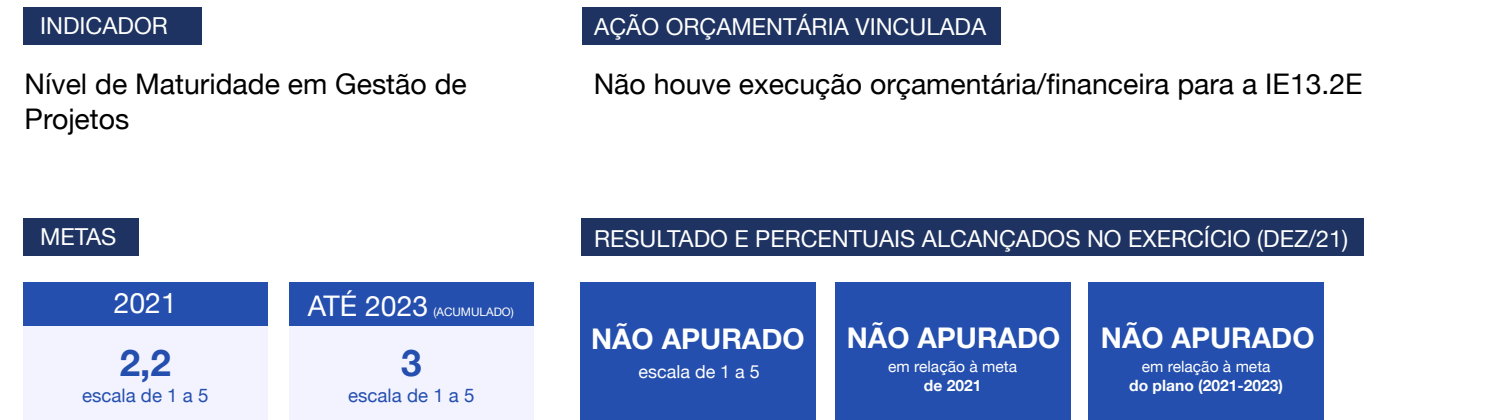 INDICADOR
Nível de Maturidade em Gestão de
Projetos
AÇÃO ORÇAMENTÁRIA VINCULADA
Não houve execução orçamentária/financeira para a IE13.2E
METAS
2021
2,2
escala de 1 a 5
ATÉ 2023 (ACUMULADO)
3
escala de 1 a 5
RESULTADO E PERCENTUAIS ALCANÇADOS NO EXERCÍCIO (DEZ/21)
NÃO APURADO
escala de 1 a 5
NÃO APURADO
em relação à meta
de 2021
NÃO APURADO
em relação à meta
do plano (2021-2023)